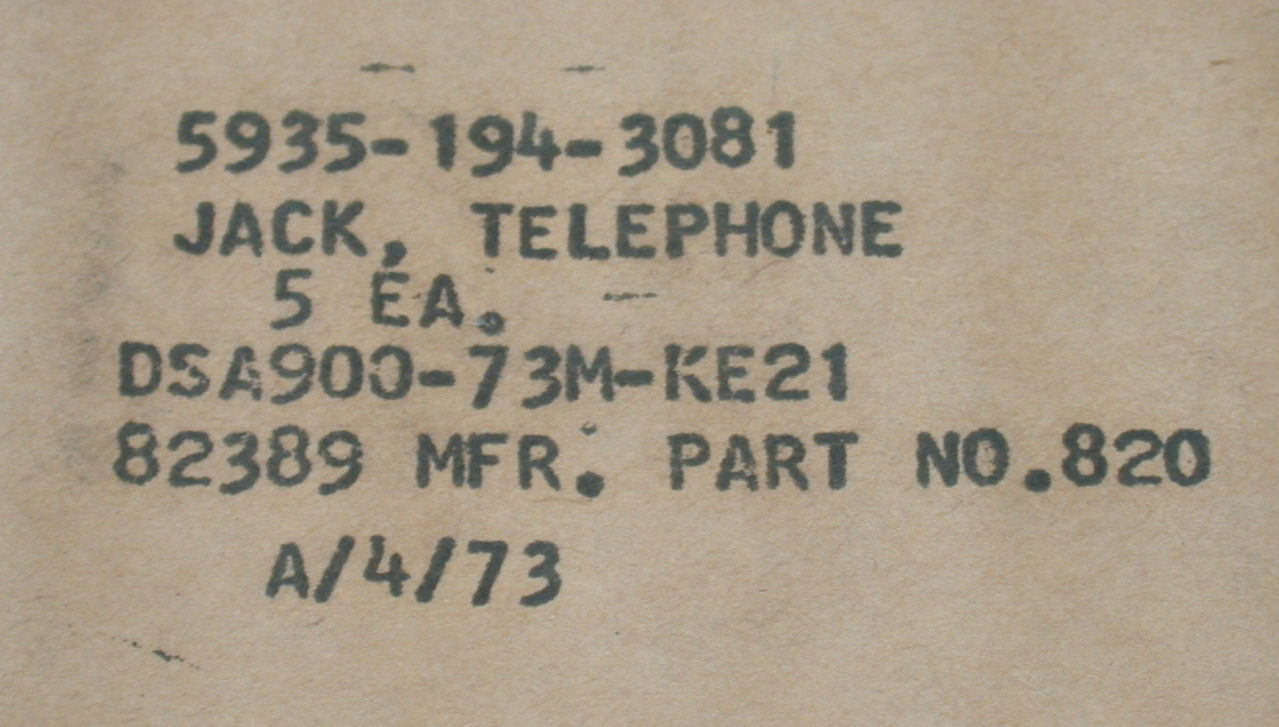 5935-194-3081
JACK, TELEPHONE
5 EA.
DSA900-73M-KE21
82389 MFR. PART NO.820
A/4/73